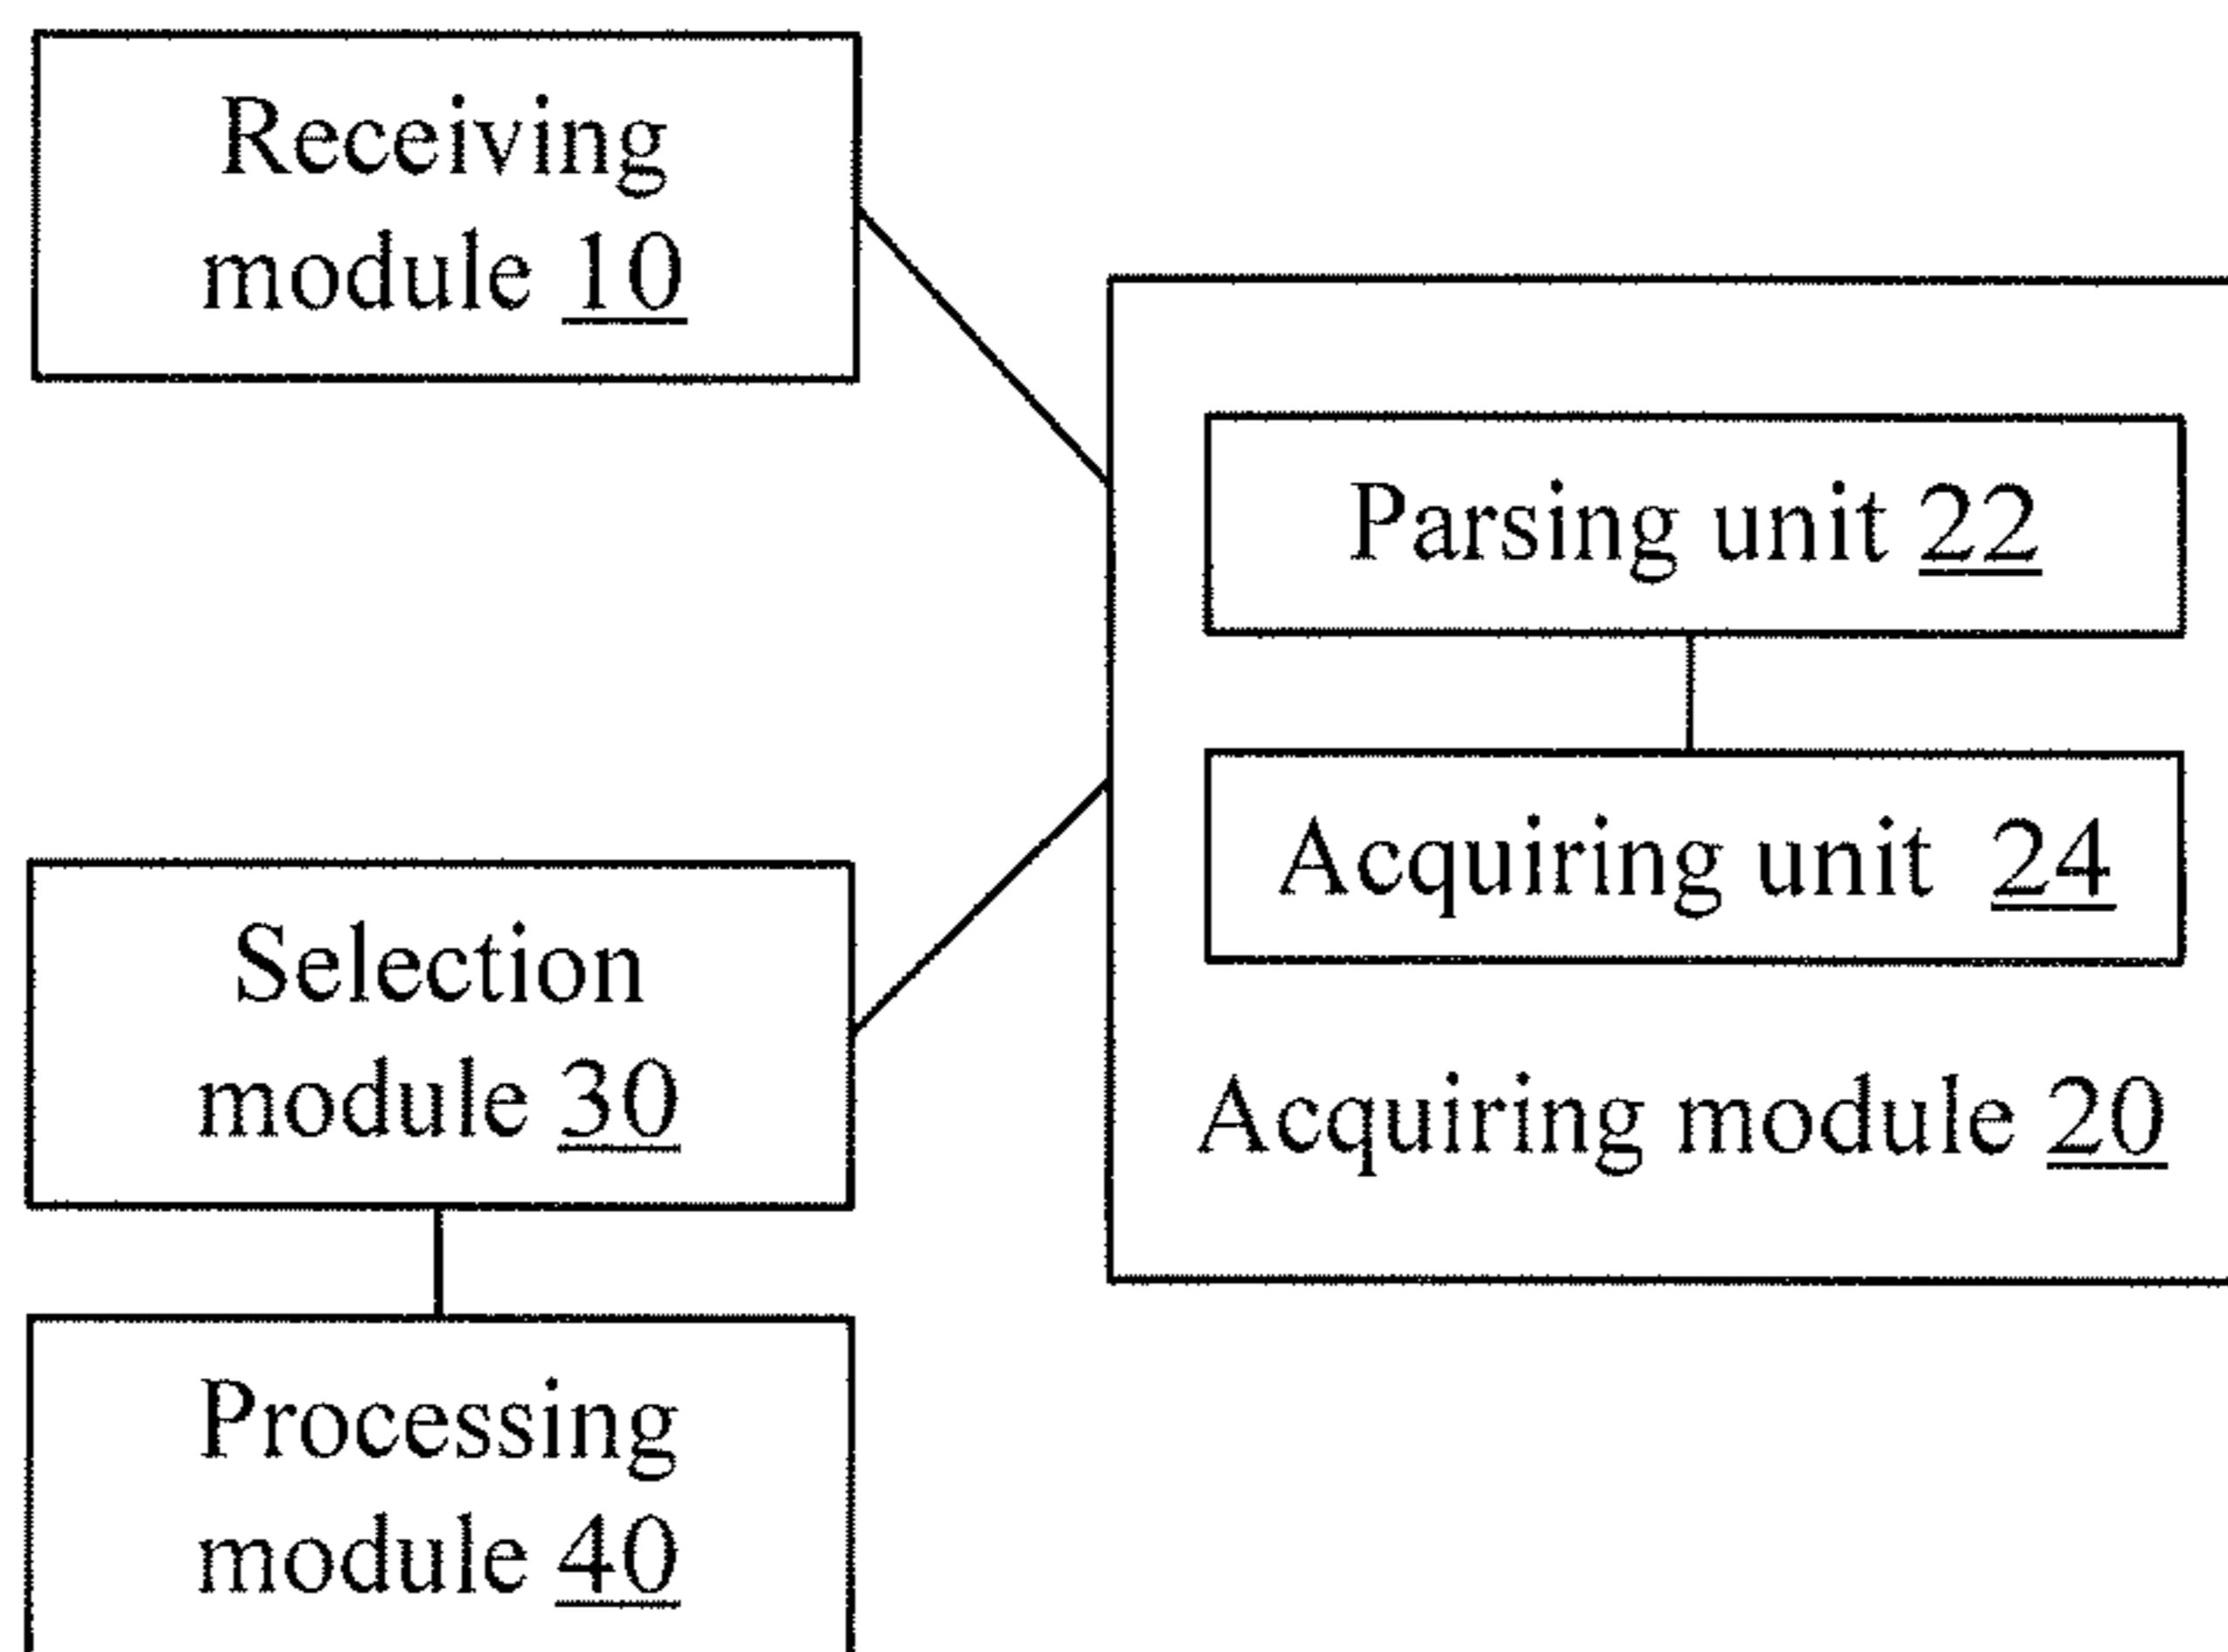 Receiving
module 10
Parsing unit 22
Acquiring unit 24
Acquiring module 20
Selection
module 30
Processing
module 40